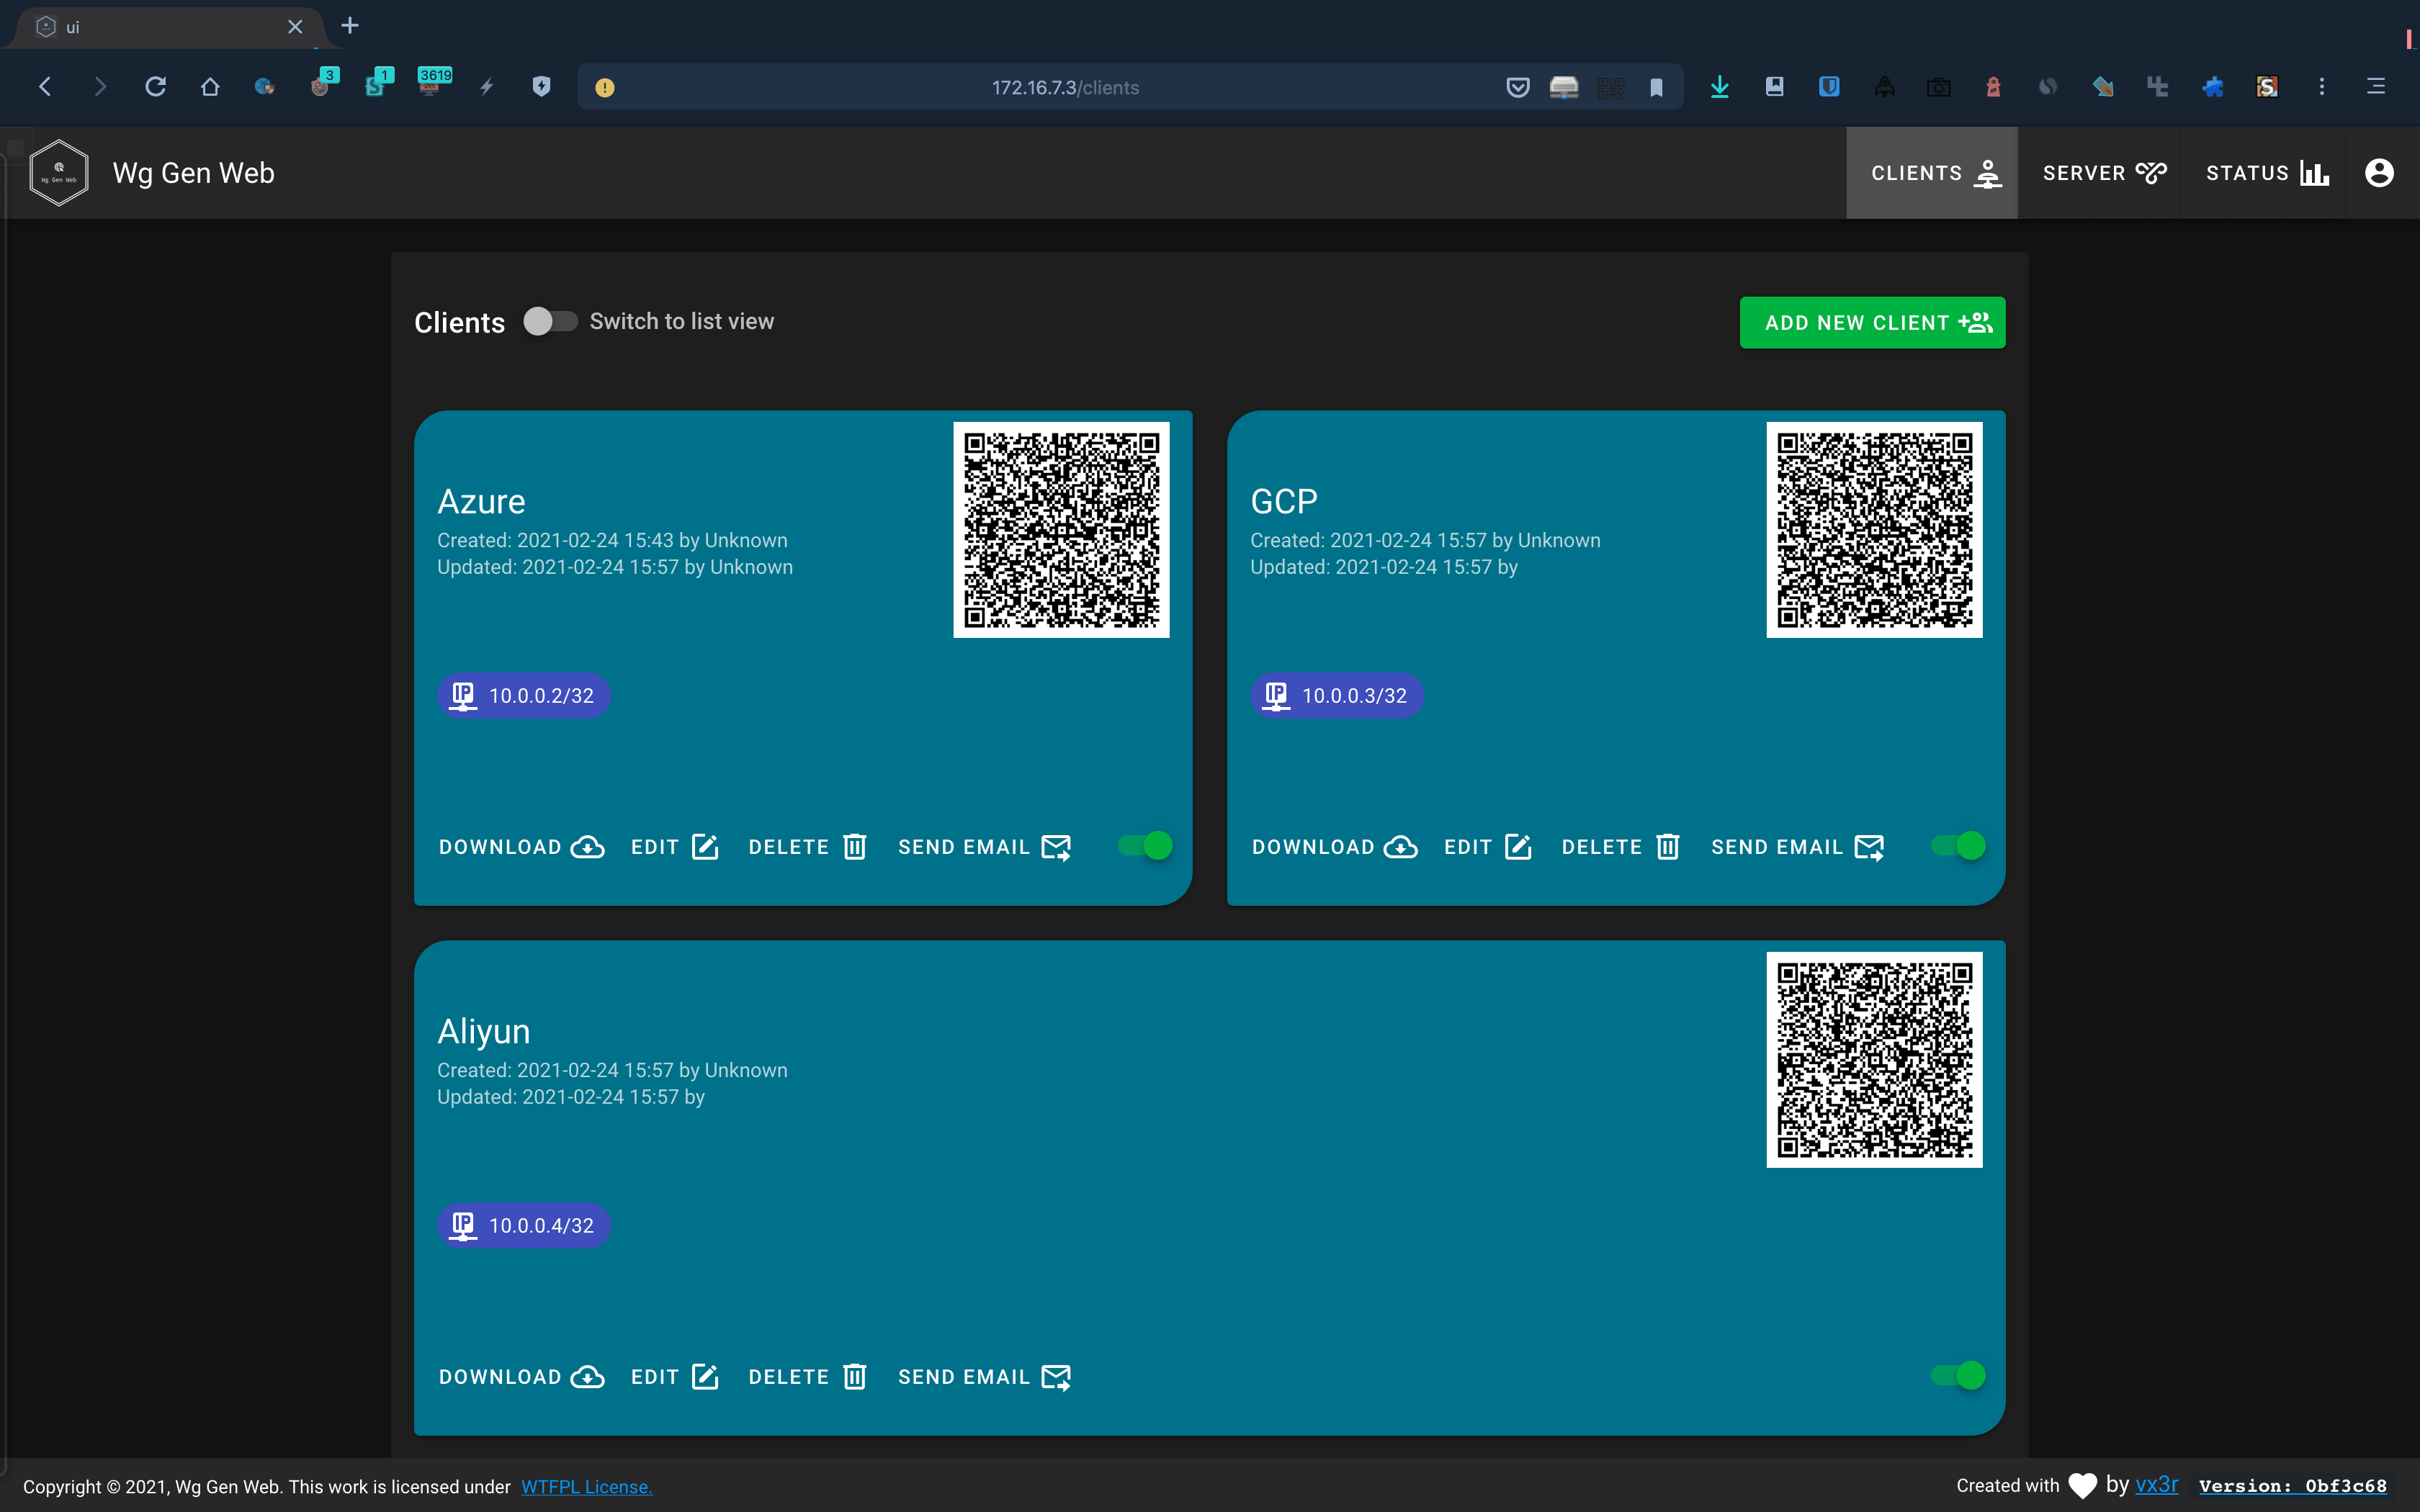 ui
3
1
3619
172.16.7.3/clients
Wg Gen Web
Wg Gen Web
CLIENTS
SERVER
STATUS
Clients
Switch to list view
ADD NEW CLIENT
Azure
Created: 2021-02-24 15:43 by Unknown
Updated: 2021-02-24 15:57 by Unknown
IP 10.0.0.2/32
DOWNLOAD EDIT DELETE SEND EMAIL
GCP
Created: 2021-02-24 15:57 by Unknown
Updated: 2021-02-24 15:57 by
IP 10.0.0.3/32
DOWNLOAD EDIT DELETE SEND EMAIL
Aliyun
Created: 2021-02-24 15:57 by Unknown
Updated: 2021-02-24 15:57 by
IP 10.0.0.4/32
DOWNLOAD EDIT DELETE SEND EMAIL
Copyright © 2021, Wg Gen Web. This work is licensed under WTFPL License.
Created with by vx3r Version: 0bf3c68